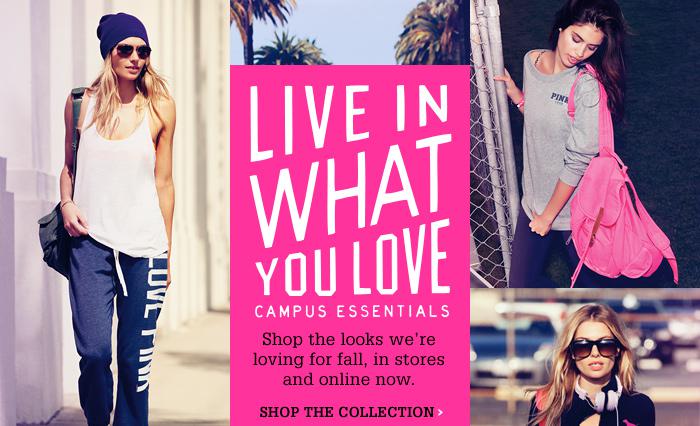 LIVE IN
WHAT
YOU LOVE
CAMPUS ESSENTIALS
Shop the looks we're
loving for fall, in stores
and online now.
SHOP THE COLLECTION ›
LOVE PINK
PINK